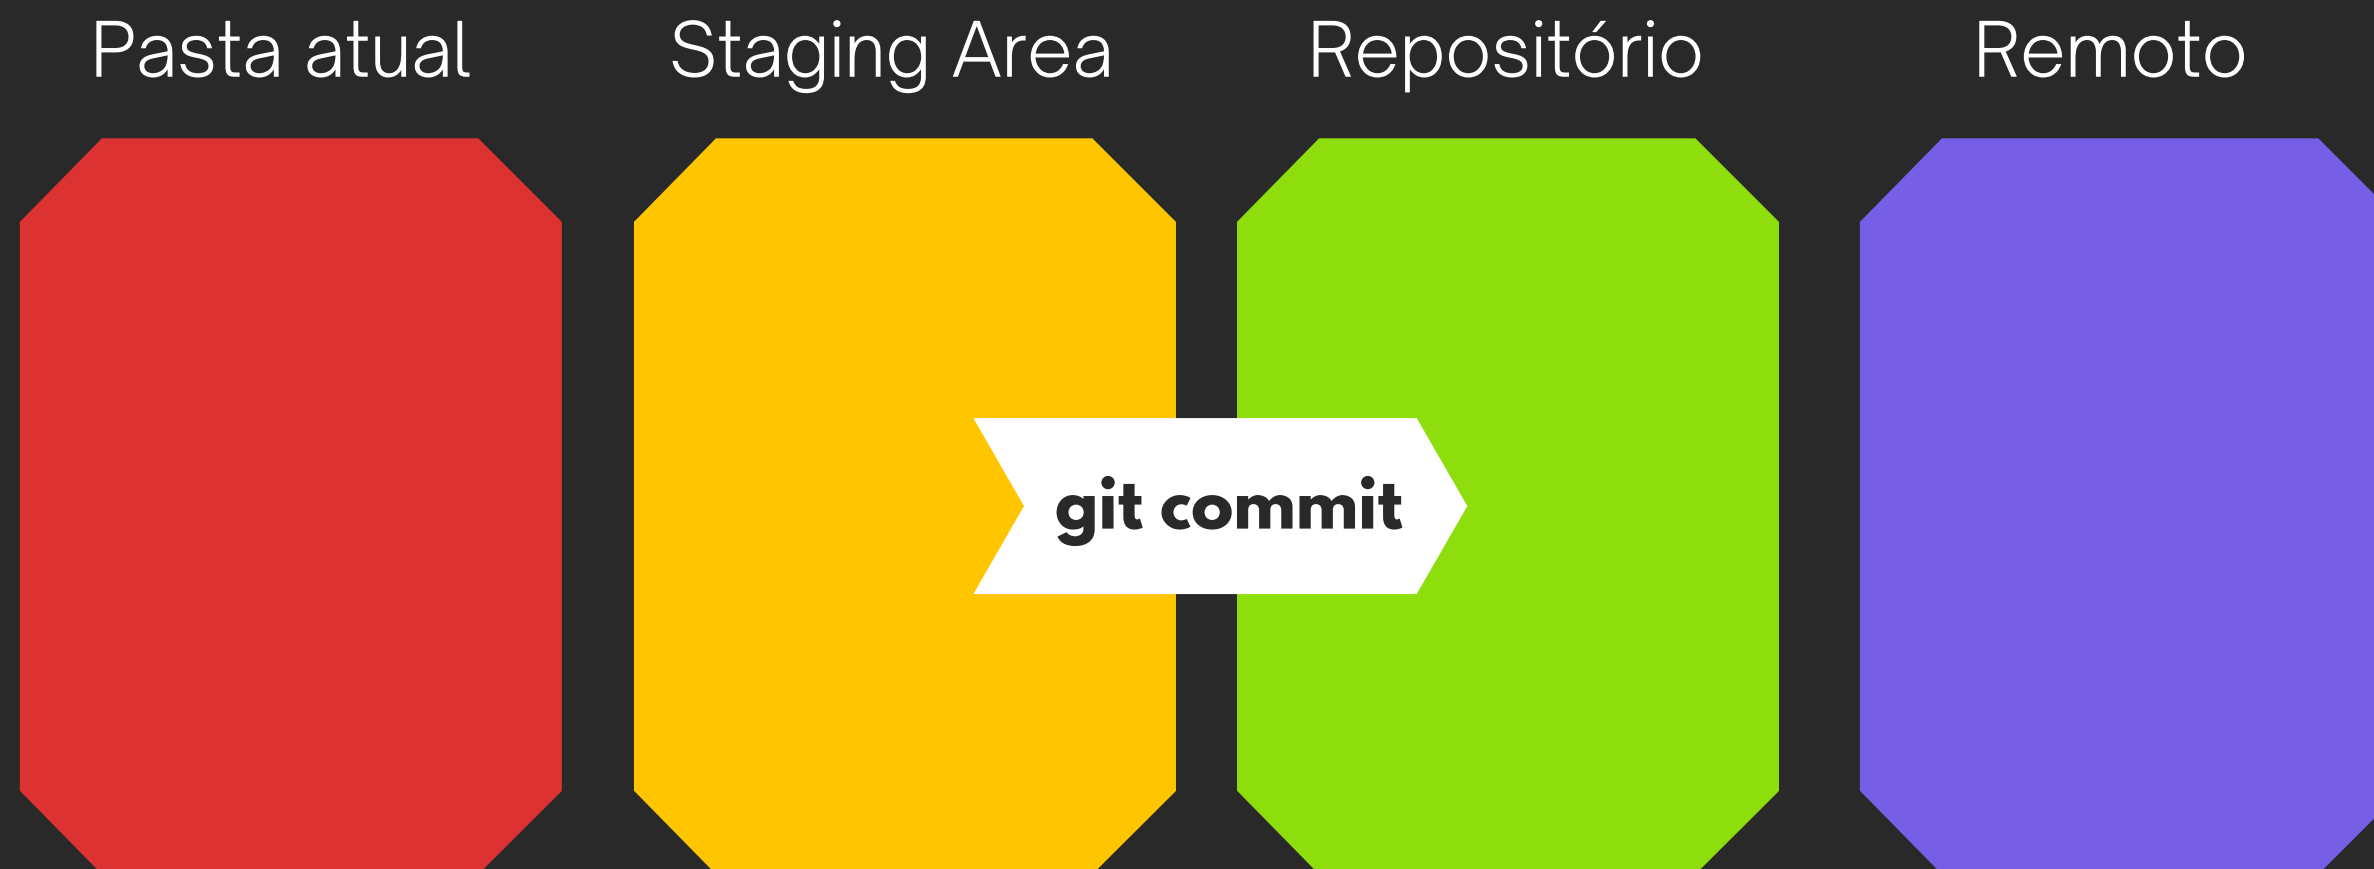 Pasta atual
Staging Area
Repositório
Remoto
git commit